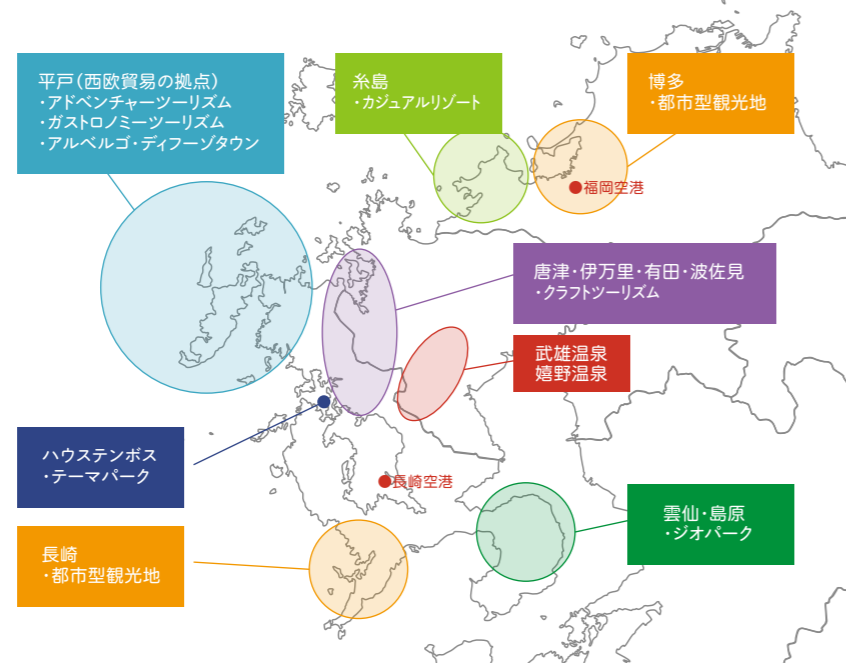 平戸（西欧貿易の拠点）
・アドベンチャーツーリズム
・ガストロノミーツーリズム
・アルベルゴ・ディフーゾタウン
糸島
・カジュアルリゾート
博多
・都市型観光地
福岡空港
唐津・伊万里・有田・波佐見
・クラフトツーリズム
武雄温泉
嬉野温泉
ハウステンボス
・テーマパーク
長崎空港
雲仙・島原
・ジオパーク
長崎
・都市型観光地